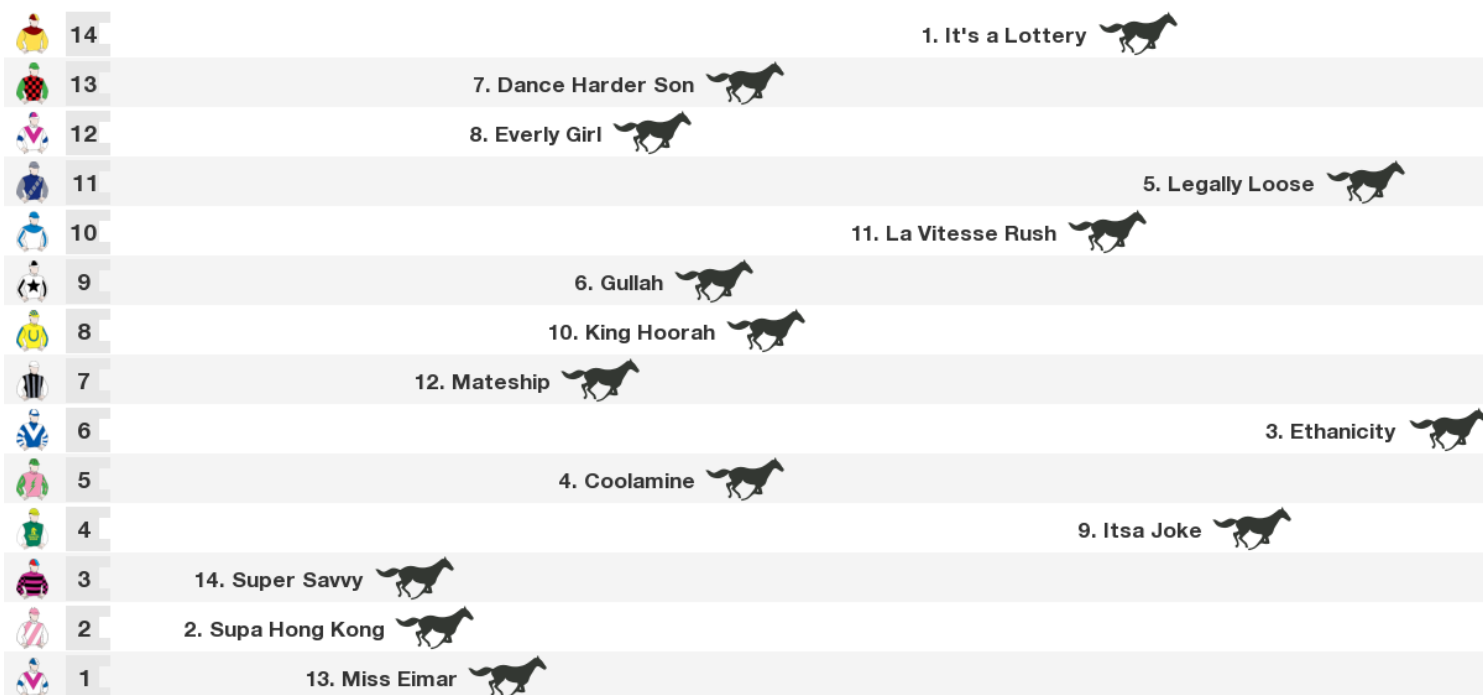 14 1. It's a Lottery
13 7. Dance Harder Son
12 8. Everly Girl
11 5. Legally Loose
10 11. La Vitesse Rush
9 6. Gullah
8 10. King Hoorah
7 12. Mateship
6 3. Ethanicity
5 4. Coolamine
4 9. Itsa Joke
3 14. Super Savvy
2 2. Supa Hong Kong
1 13. Miss Eimar